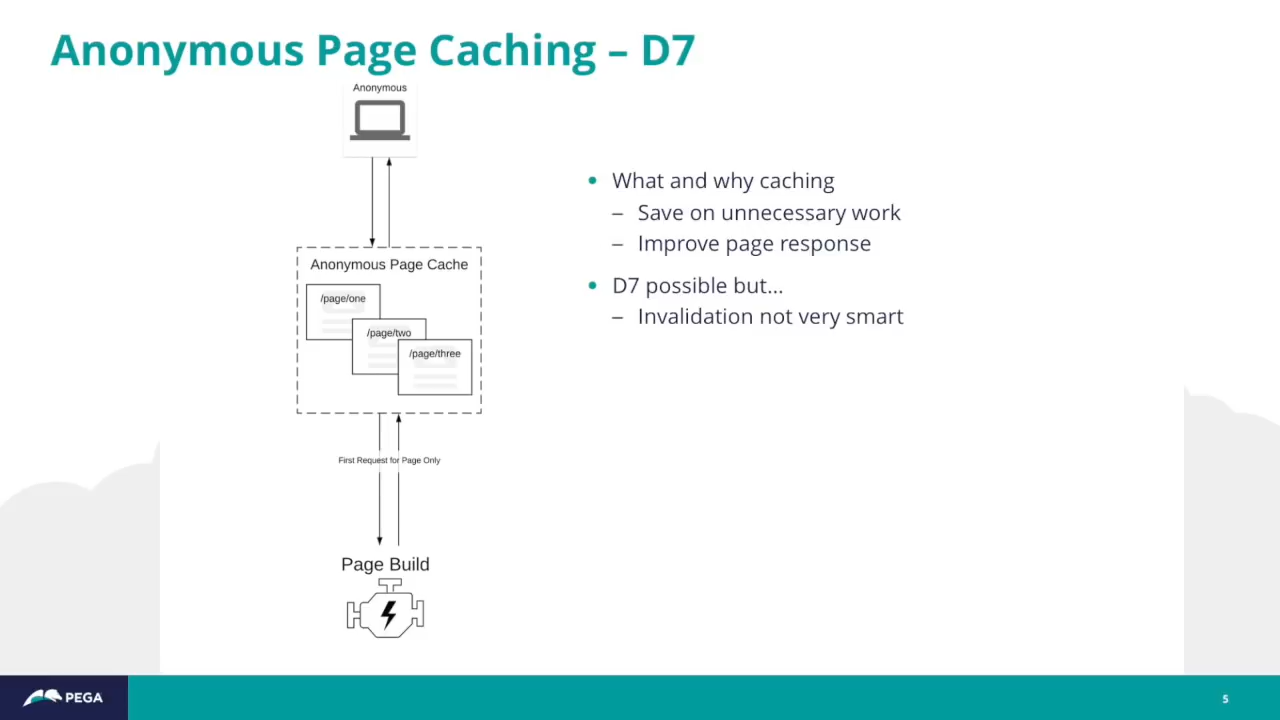 Anonymous Page Caching – D7
Anonymous
Anonymous Page Cache
/page/one
/page/two
/page/three
First Request for Page Only
Page Build
• What and why caching
– Save on unnecessary work
– Improve page response
• D7 possible but...
– Invalidation not very smart
PEGA
5